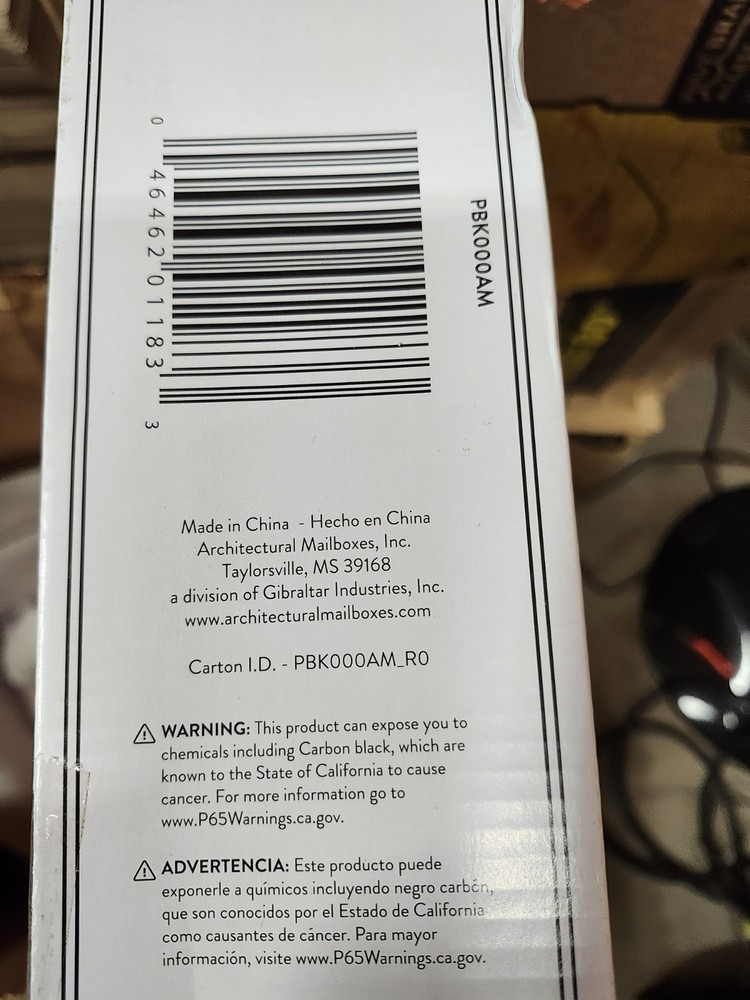 0 46462 01183 3
PBK000AM
Made in China - Hecho en China
Architectural Mailboxes, Inc.
Taylorsville, MS 39168
a division of Gibraltar Industries, Inc.
www.architecturalmailboxes.com
Carton I.D. - PBK000AM_R0
WARNING: This product can expose you to
chemicals including Carbon black, which are
known to the State of California to cause
cancer. For more information go to
www.P65Warnings.ca.gov.
ADVERTENCIA: Este producto puede
exponerle a químicos incluyendo negro carbón,
que son conocidos por el Estado de California
como causantes de cáncer. Para mayor
información, visite www.P65Warnings.ca.gov.